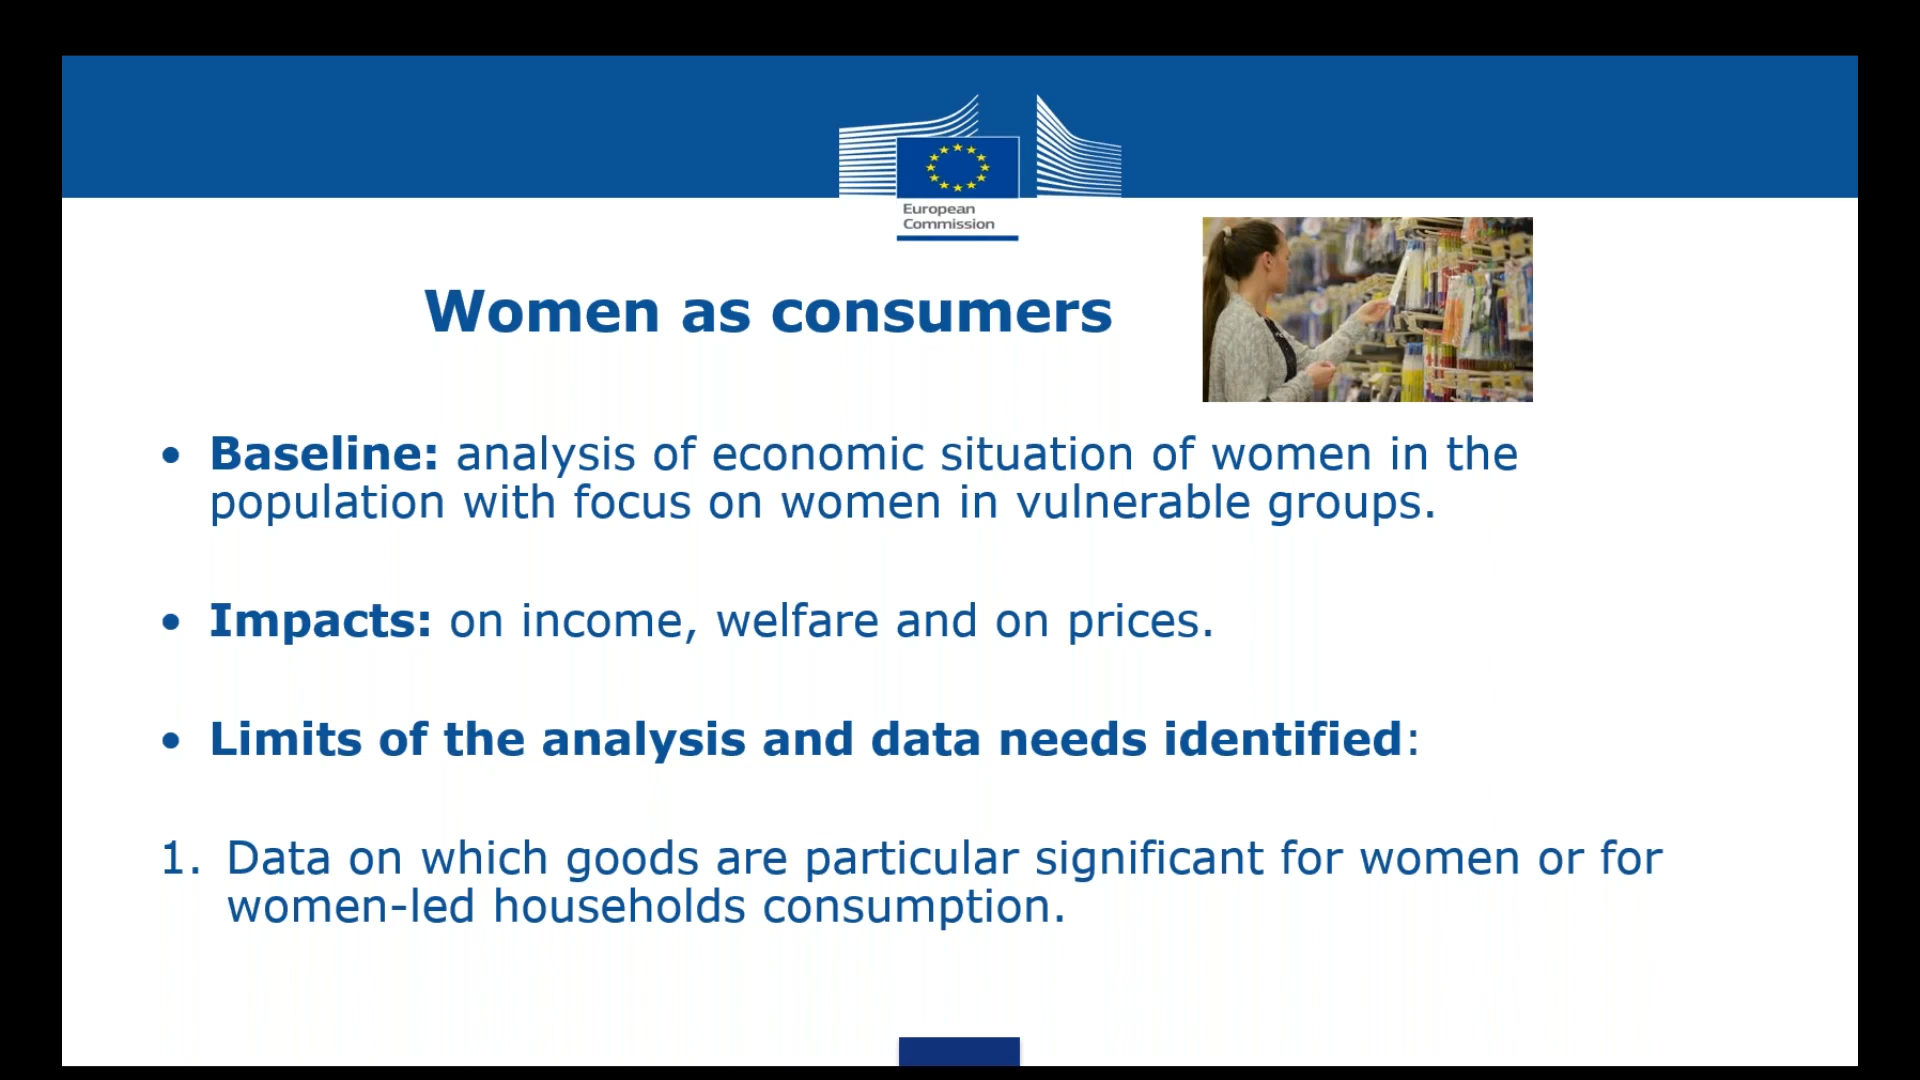 European
Commission
Women as consumers
• Baseline: analysis of economic situation of women in the
population with focus on women in vulnerable groups.
• Impacts: on income, welfare and on prices.
• Limits of the analysis and data needs identified:
1. Data on which goods are particular significant for women or for
women-led households consumption.